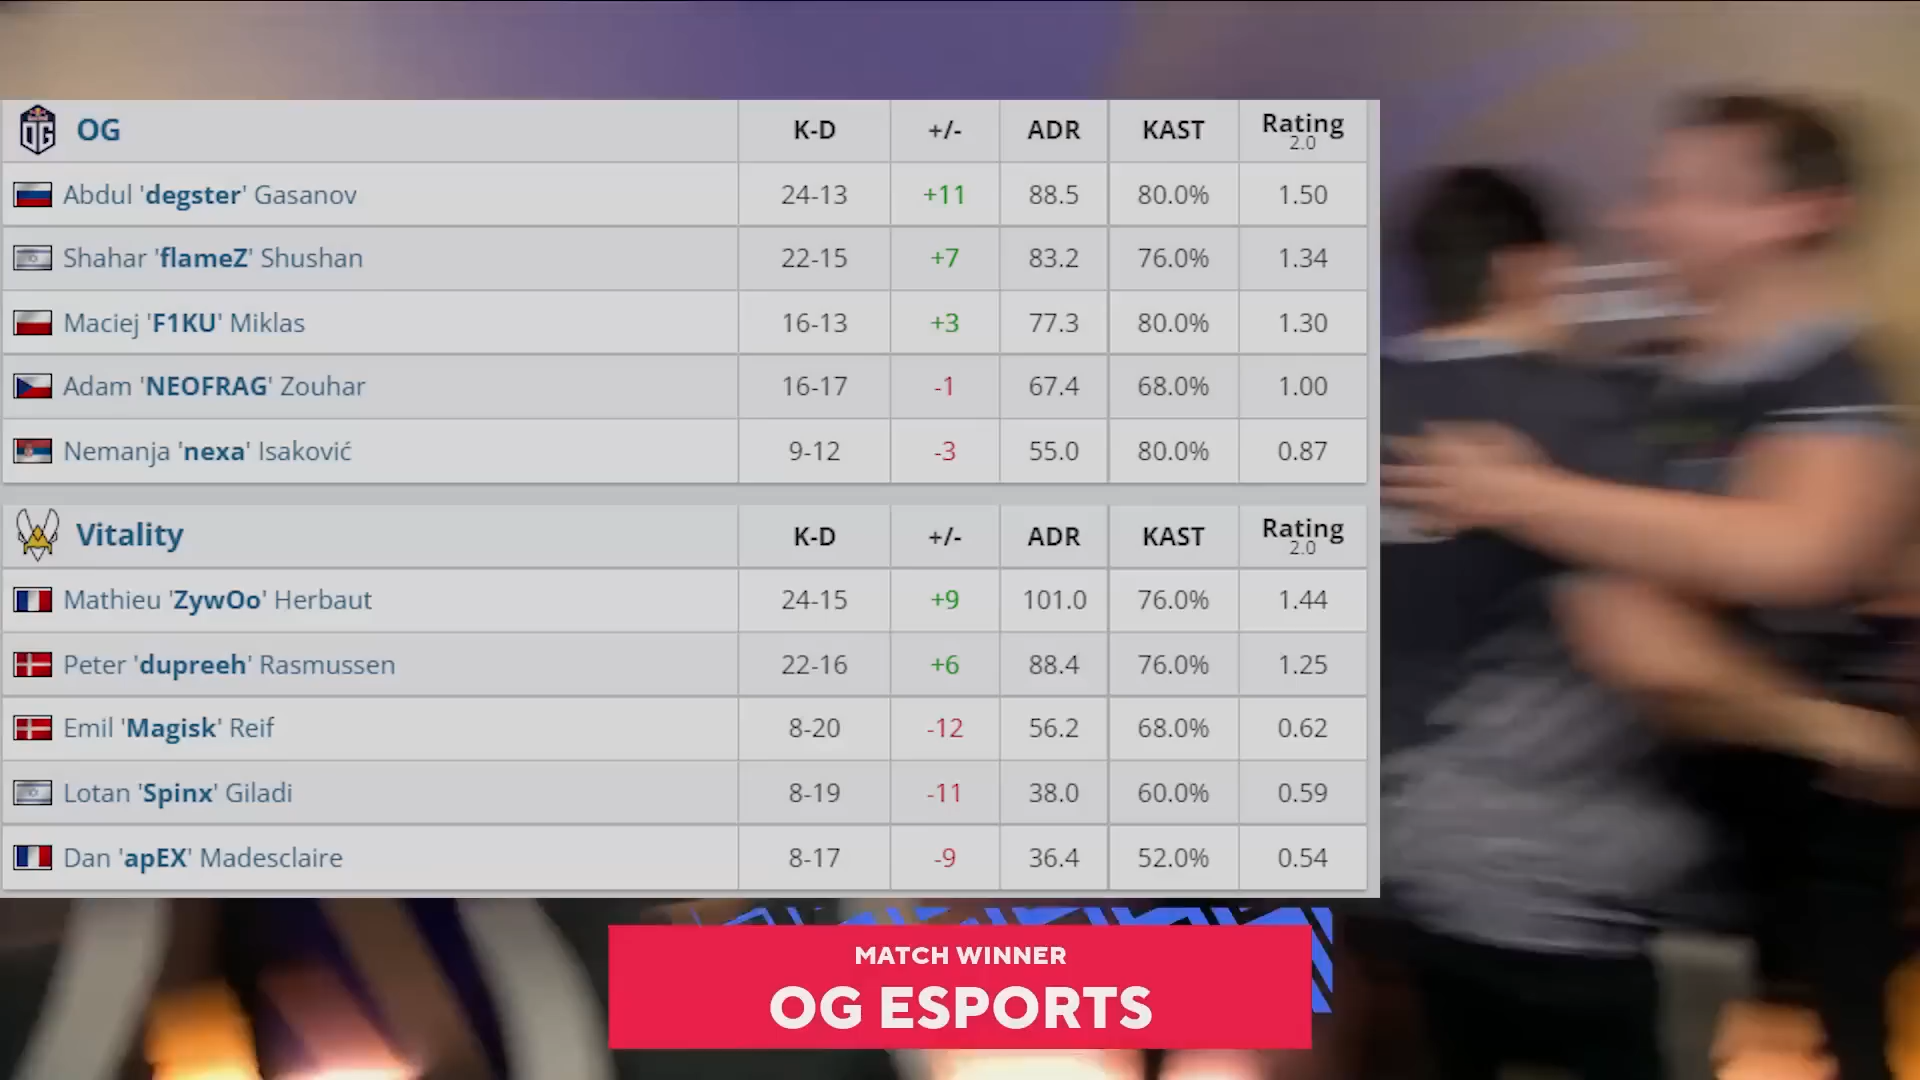 OG K-D +/- ADR KAST Rating 2.0
Abdul 'degster' Gasanov 24-13 +11 88.5 80.0% 1.50
Shahar 'flameZ' Shushan 22-15 +7 83.2 76.0% 1.34
Maciej 'F1KU' Miklas 16-13 +3 77.3 80.0% 1.30
Adam 'NEOFRAG' Zouhar 16-17 -1 67.4 68.0% 1.00
Nemanja 'nexa' Isaković 9-12 -3 55.0 80.0% 0.87
Vitality K-D +/- ADR KAST Rating 2.0
Mathieu 'ZywOo' Herbaut 24-15 +9 101.0 76.0% 1.44
Peter 'dupreeh' Rasmussen 22-16 +6 88.4 76.0% 1.25
Emil 'Magisk' Reif 8-20 -12 56.2 68.0% 0.62
Lotan 'Spinx' Giladi 8-19 -11 38.0 60.0% 0.59
Dan 'apEX' Madesclaire 8-17 -9 36.4 52.0% 0.54
MATCH WINNER
OG ESPORTS